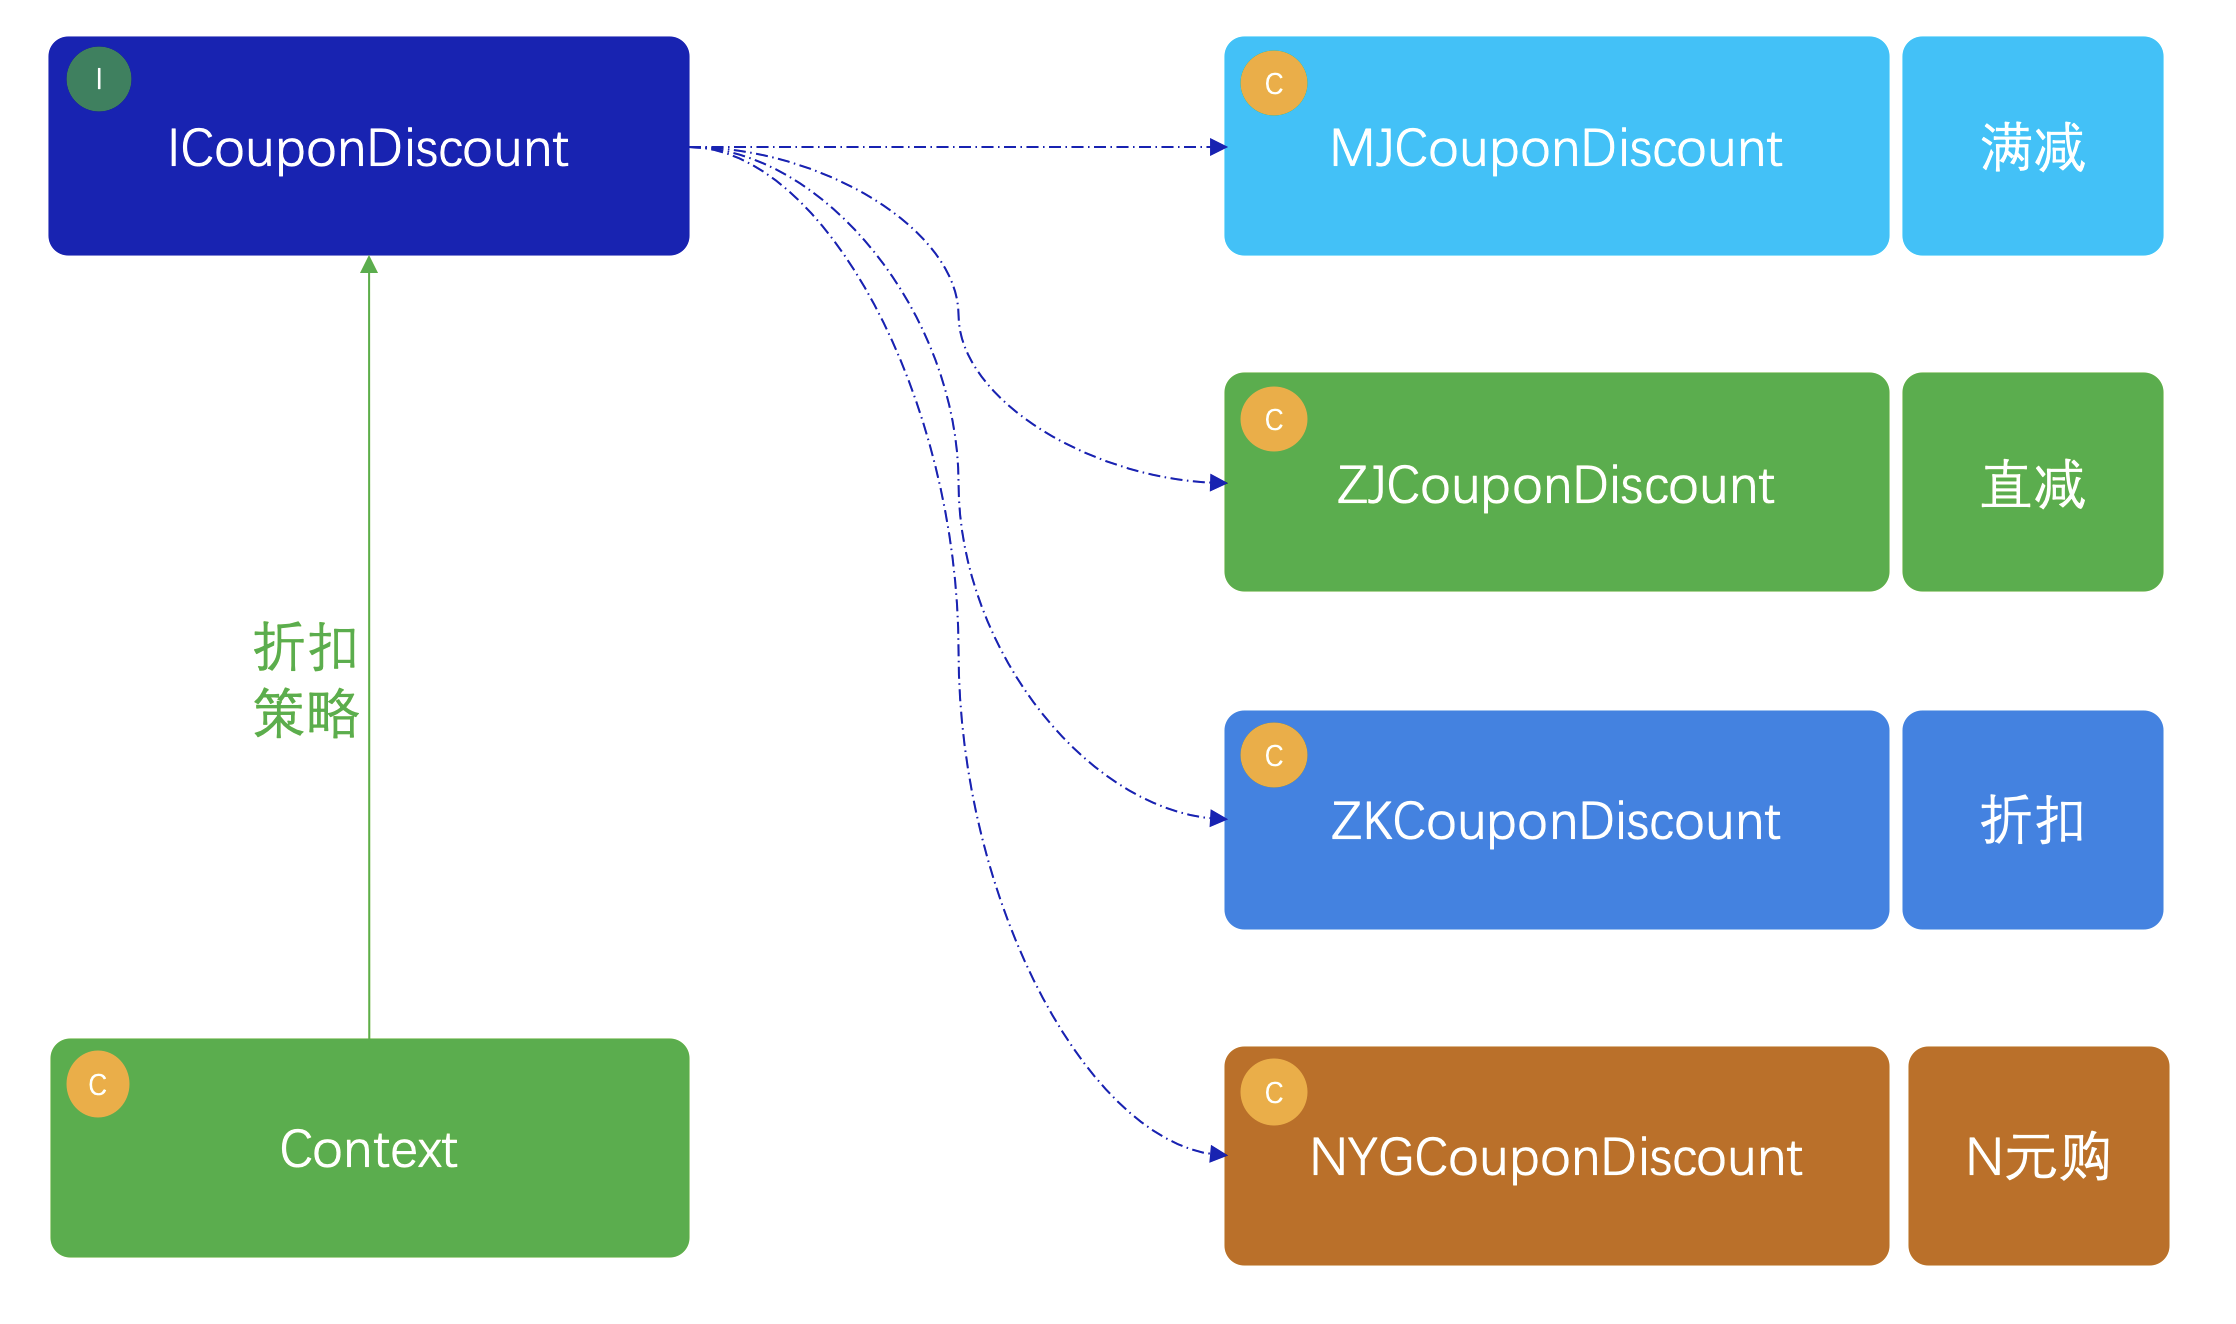 I
ICouponDiscount
C
MJCouponDiscount
满减
C
ZJCouponDiscount
直减
折扣
策略
C
ZKCouponDiscount
折扣
C
Context
C
NYGCouponDiscount
N元购